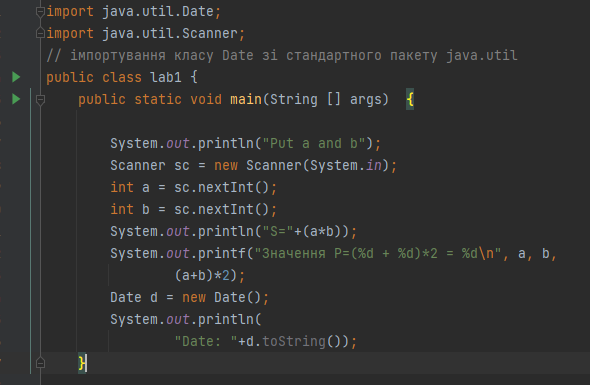 import java.util.Date;
import java.util.Scanner;
// імпортування класу Date зі стандартного пакету java.util
public class lab1 {
public static void main(String [] args)  {
System.out.println("Put a and b");
Scanner sc = new Scanner(System.in);
int a = sc.nextInt();
int b = sc.nextInt();
System.out.println("S="+(a*b));
System.out.printf("Значення P=(%d + %d)*2 = %d\n", a, b,
(a+b)*2);
Date d = new Date();
System.out.println(
"Date: "+d.toString());
}